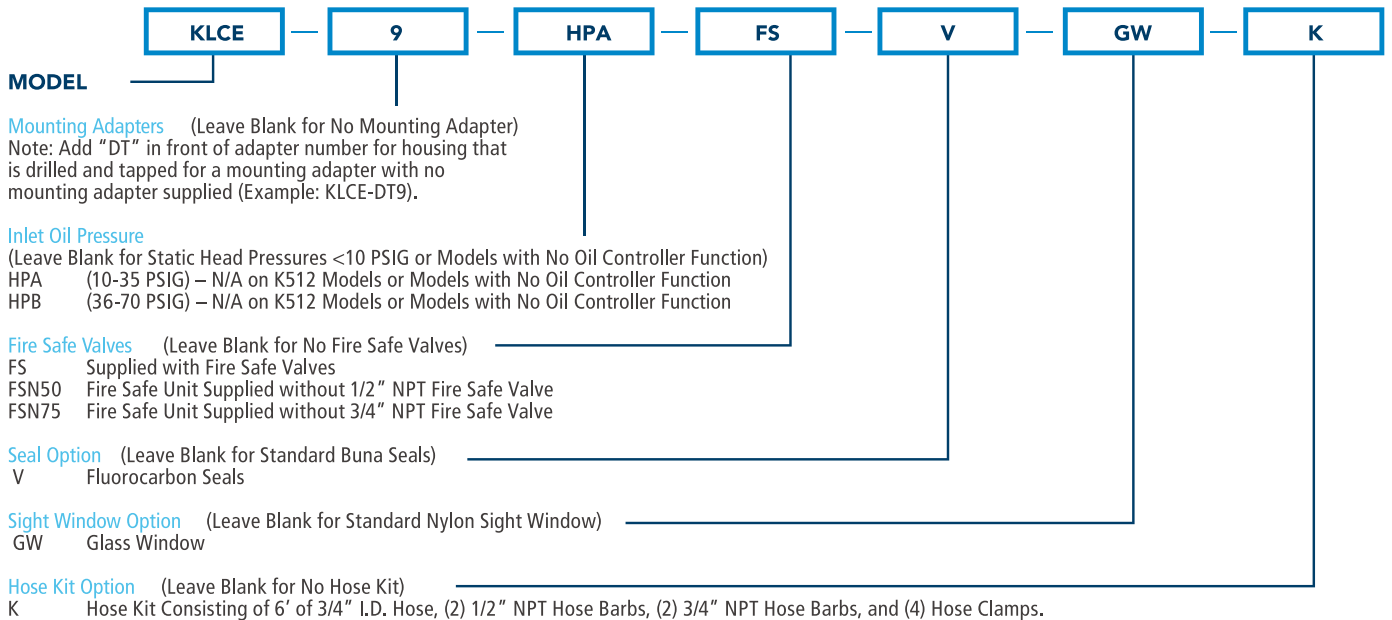 KLCE — 9 — HPA — FS — V — GW — K
MODEL
Mounting Adapters (Leave Blank for No Mounting Adapter)
Note: Add "DT" in front of adapter number for housing that
is drilled and tapped for a mounting adapter with no
mounting adapter supplied (Example: KLCE-DT9).
Inlet Oil Pressure
(Leave Blank for Static Head Pressures <10 PSIG or Models with No Oil Controller Function)
HPA (10-35 PSIG) – N/A on K512 Models or Models with No Oil Controller Function
HPB (36-70 PSIG) – N/A on K512 Models or Models with No Oil Controller Function
Fire Safe Valves (Leave Blank for No Fire Safe Valves)
FS Supplied with Fire Safe Valves
FSN50 Fire Safe Unit Supplied without 1/2" NPT Fire Safe Valve
FSN75 Fire Safe Unit Supplied without 3/4" NPT Fire Safe Valve
Seal Option (Leave Blank for Standard Buna Seals)
V Fluorocarbon Seals
Sight Window Option (Leave Blank for Standard Nylon Sight Window)
GW Glass Window
Hose Kit Option (Leave Blank for No Hose Kit)
K Hose Kit Consisting of 6' of 3/4" I.D. Hose, (2) 1/2" NPT Hose Barbs, (2) 3/4" NPT Hose Barbs, and (4) Hose Clamps.